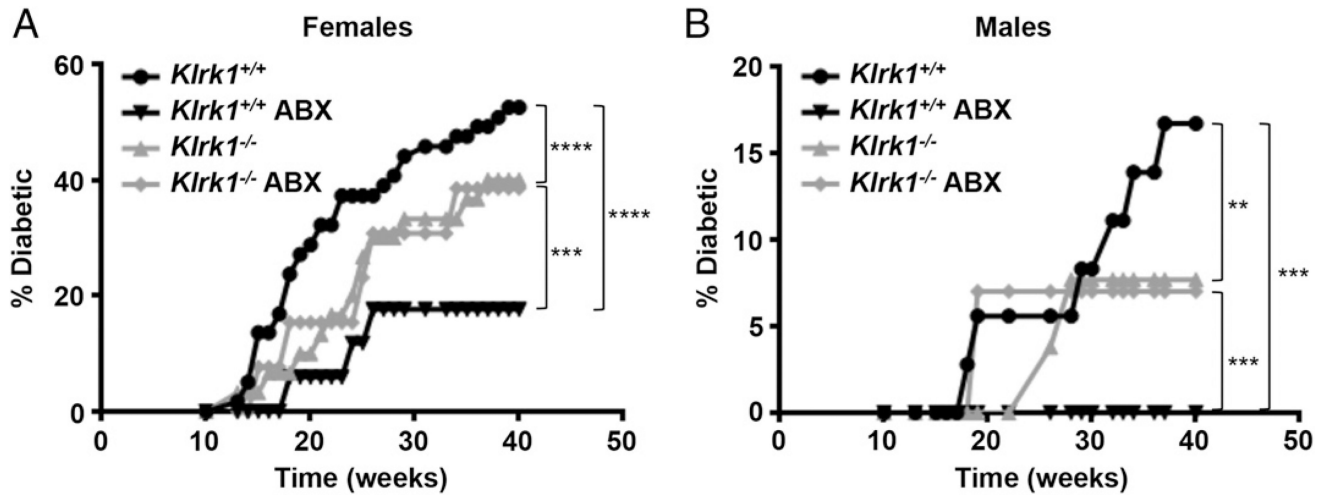 A
Females
60
40
20
0
% Diabetic
Klrk1+/+
Klrk1+/+ ABX
Klrk1-/-
Klrk1-/- ABX
****
***
****
0 10 20 30 40 50
Time (weeks)
B
Males
20
15
10
5
0
% Diabetic
Klrk1+/+
Klrk1+/+ ABX
Klrk1-/-
Klrk1-/- ABX
**
***
***
0 10 20 30 40 50
Time (weeks)